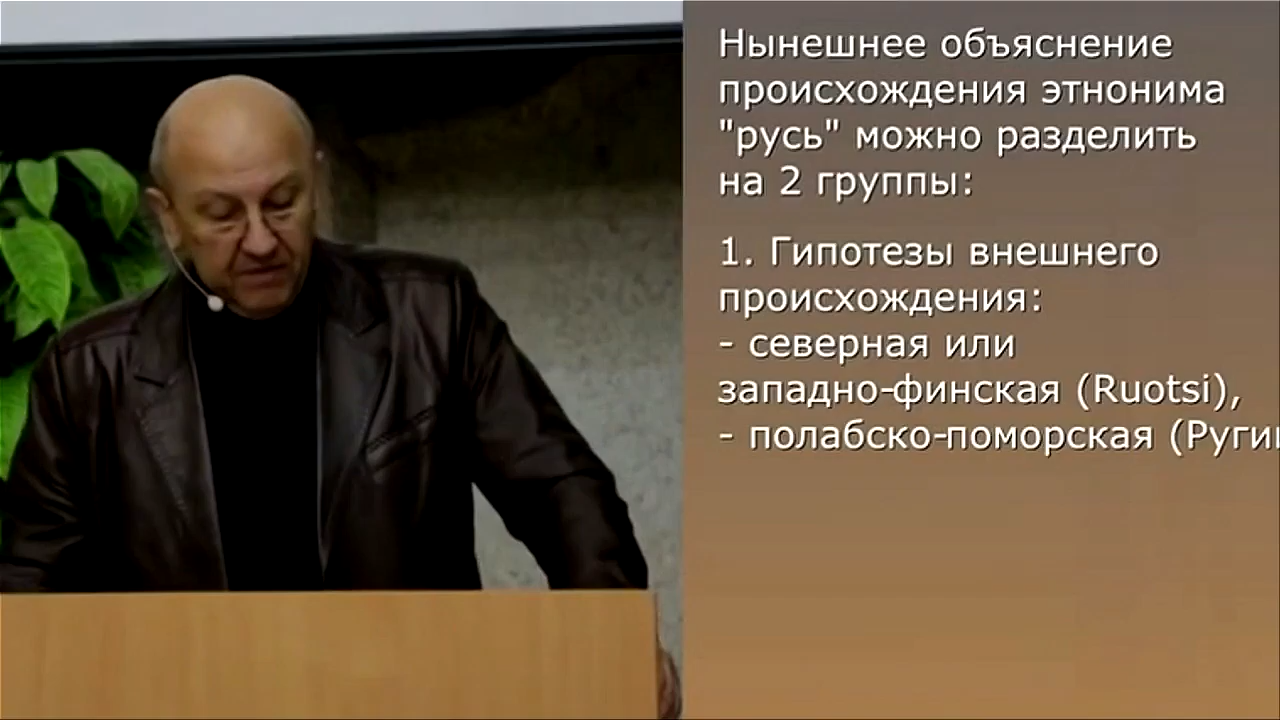 Нынешнее объяснение
происхождения этнонима
"русь" можно разделить
на 2 группы:
1. Гипотезы внешнего
происхождения:
- северная или
западно-финская (Ruotsi),
- полабско-поморская